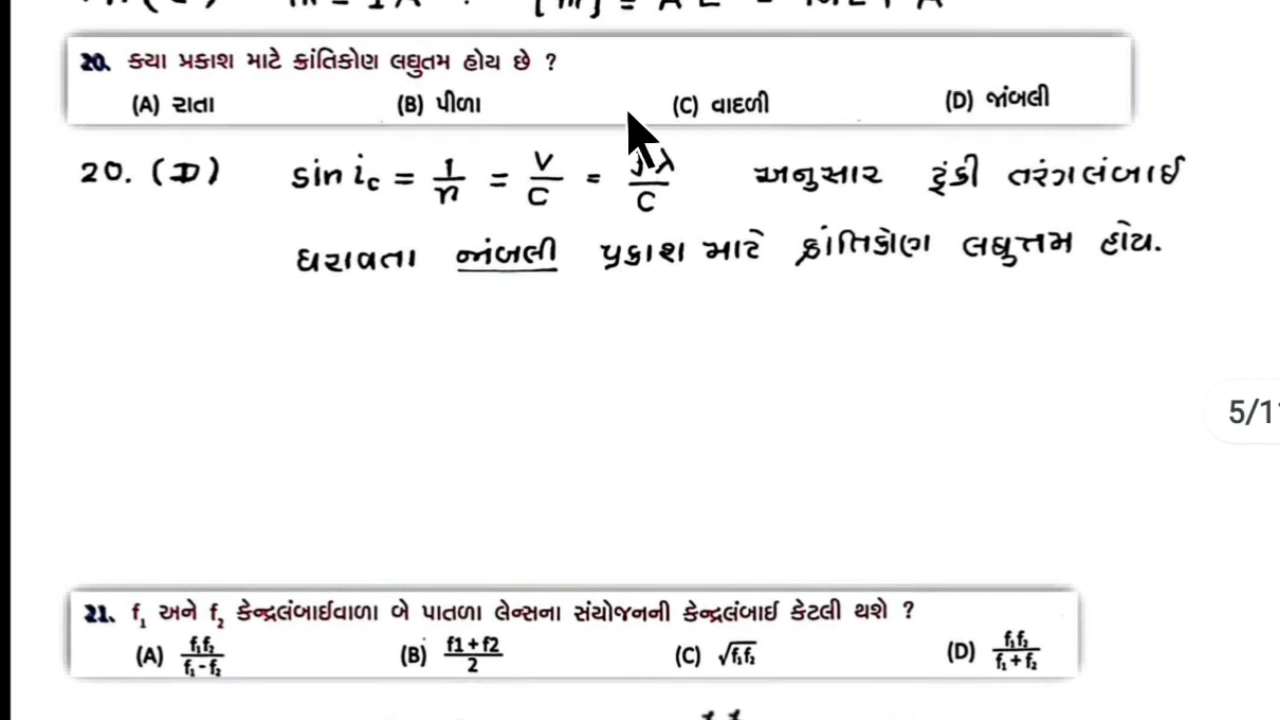 20. ક્યા પ્રકાશ માટે ક્રાંતિકોણ લઘુતમ હોય છે ?
(A) રાતા (B) પીળા (C) વાદળી (D) જાંબલી
20. (D) sin i_c = 1/n = v/c = λ/c અનુસાર ટૂંકી તરંગલંબાઈ
ધરાવતા જાંબલી પ્રકાશ માટે ક્રાંતિકોણ લઘુત્તમ હોય.
5/1
21. f₁ અને f₂ કેન્દ્રલંબાઈવાળા બે પાતળા લેન્સના સંયોજનની કેન્દ્રલંબાઈ કેટલી થશે ?
(A) f₁f₂/f₁-f₂ (B) f1+f2/2 (C) √f₁f₂ (D) f₁f₂/f₁+f₂